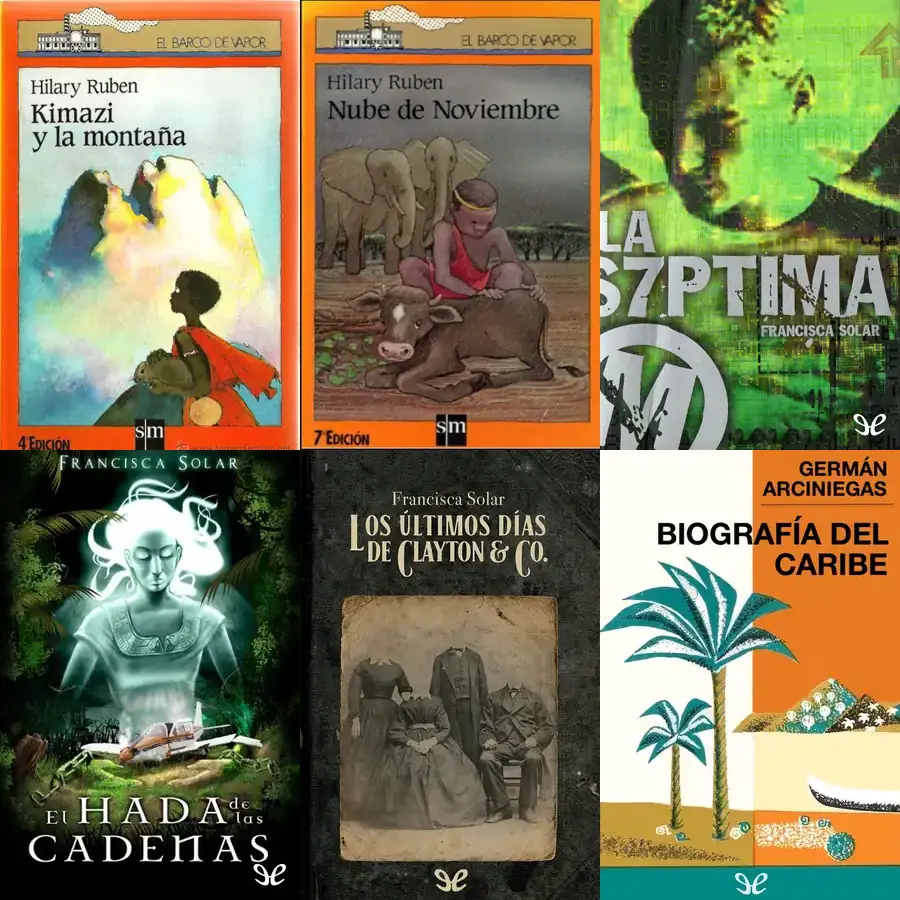 EL BARCO DE VAPOR
Hilary Ruben
Kimazi
y la montaña
4ª EDICIÓN
sm
EL BARCO DE VAPOR
Hilary Ruben
Nube de Noviembre
7ª EDICIÓN
sm
LA
S7PTIMA
FRANCISCA SOLAR
M
FRANCISCA SOLAR
El HADA de las
CADENAS
Francisca Solar
LOS ÚLTIMOS DÍAS
DE CLAYTON & CO.
GERMÁN
ARCINIEGAS
BIOGRAFÍA DEL
CARIBE